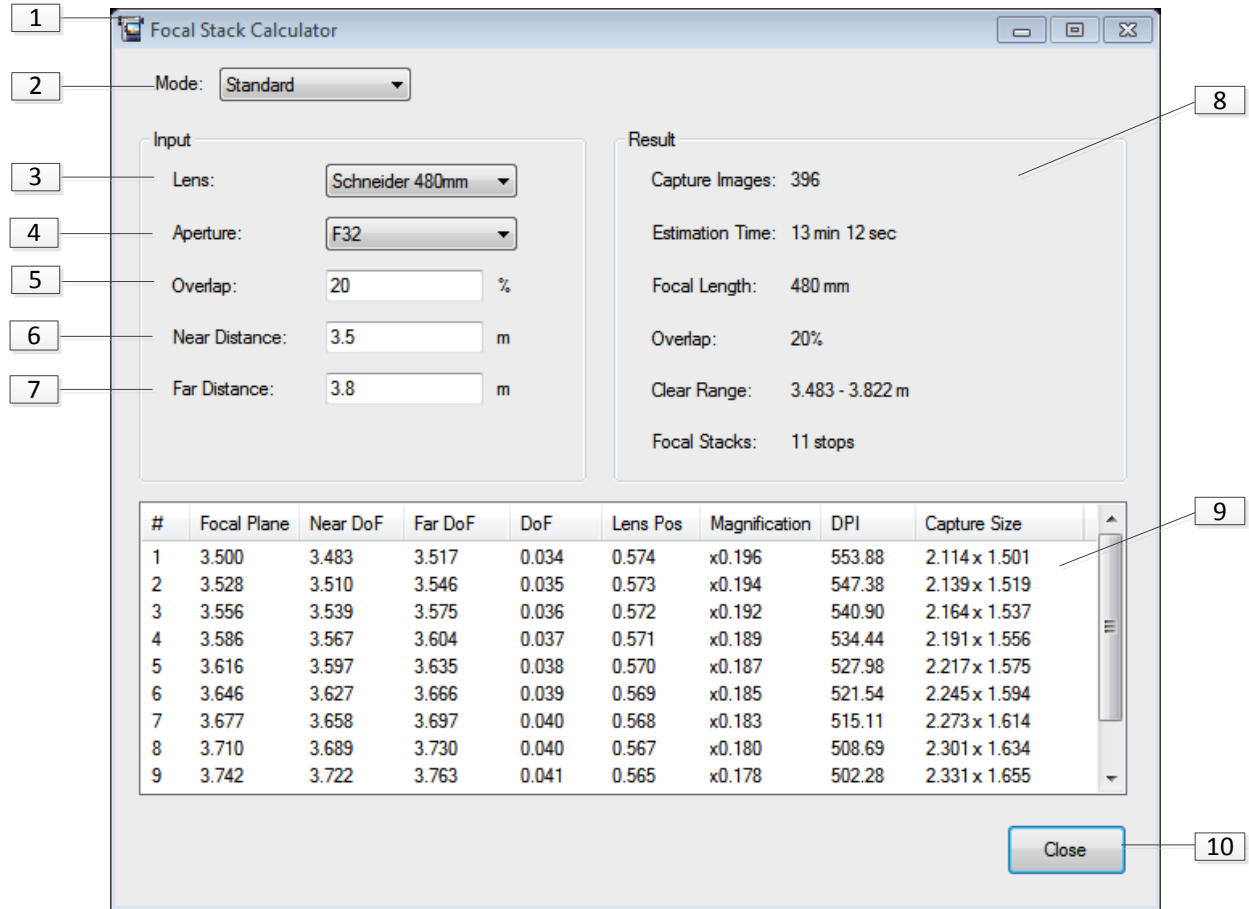 1
Focal Stack Calculator
2
Mode: Standard
8
Input
3
Lens: Schneider 480mm
4
Aperture: F32
5
Overlap: 20 %
6
Near Distance: 3.5 m
7
Far Distance: 3.8 m
Result
Capture Images: 396
Estimation Time: 13 min 12 sec
Focal Length: 480 mm
Overlap: 20%
Clear Range: 3.483 - 3.822 m
Focal Stacks: 11 stops
9
# Focal Plane Near DoF Far DoF DoF Lens Pos Magnification DPI Capture Size
1 3.500 3.483 3.517 0.034 0.574 x0.196 553.88 2.114 x 1.501
2 3.528 3.510 3.546 0.035 0.573 x0.194 547.38 2.139 x 1.519
3 3.556 3.539 3.575 0.036 0.572 x0.192 540.90 2.164 x 1.537
4 3.586 3.567 3.604 0.037 0.571 x0.189 534.44 2.191 x 1.556
5 3.616 3.597 3.635 0.038 0.570 x0.187 527.98 2.217 x 1.575
6 3.646 3.627 3.666 0.039 0.569 x0.185 521.54 2.245 x 1.594
7 3.677 3.658 3.697 0.040 0.568 x0.183 515.11 2.273 x 1.614
8 3.710 3.689 3.730 0.040 0.567 x0.180 508.69 2.301 x 1.634
9 3.742 3.722 3.763 0.041 0.565 x0.178 502.28 2.331 x 1.655
Close
10